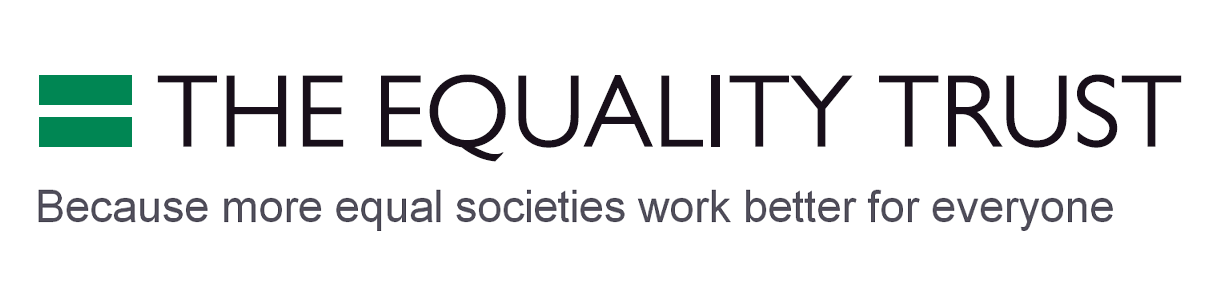 THE EQUALITY TRUST
Because more equal societies work better for everyone